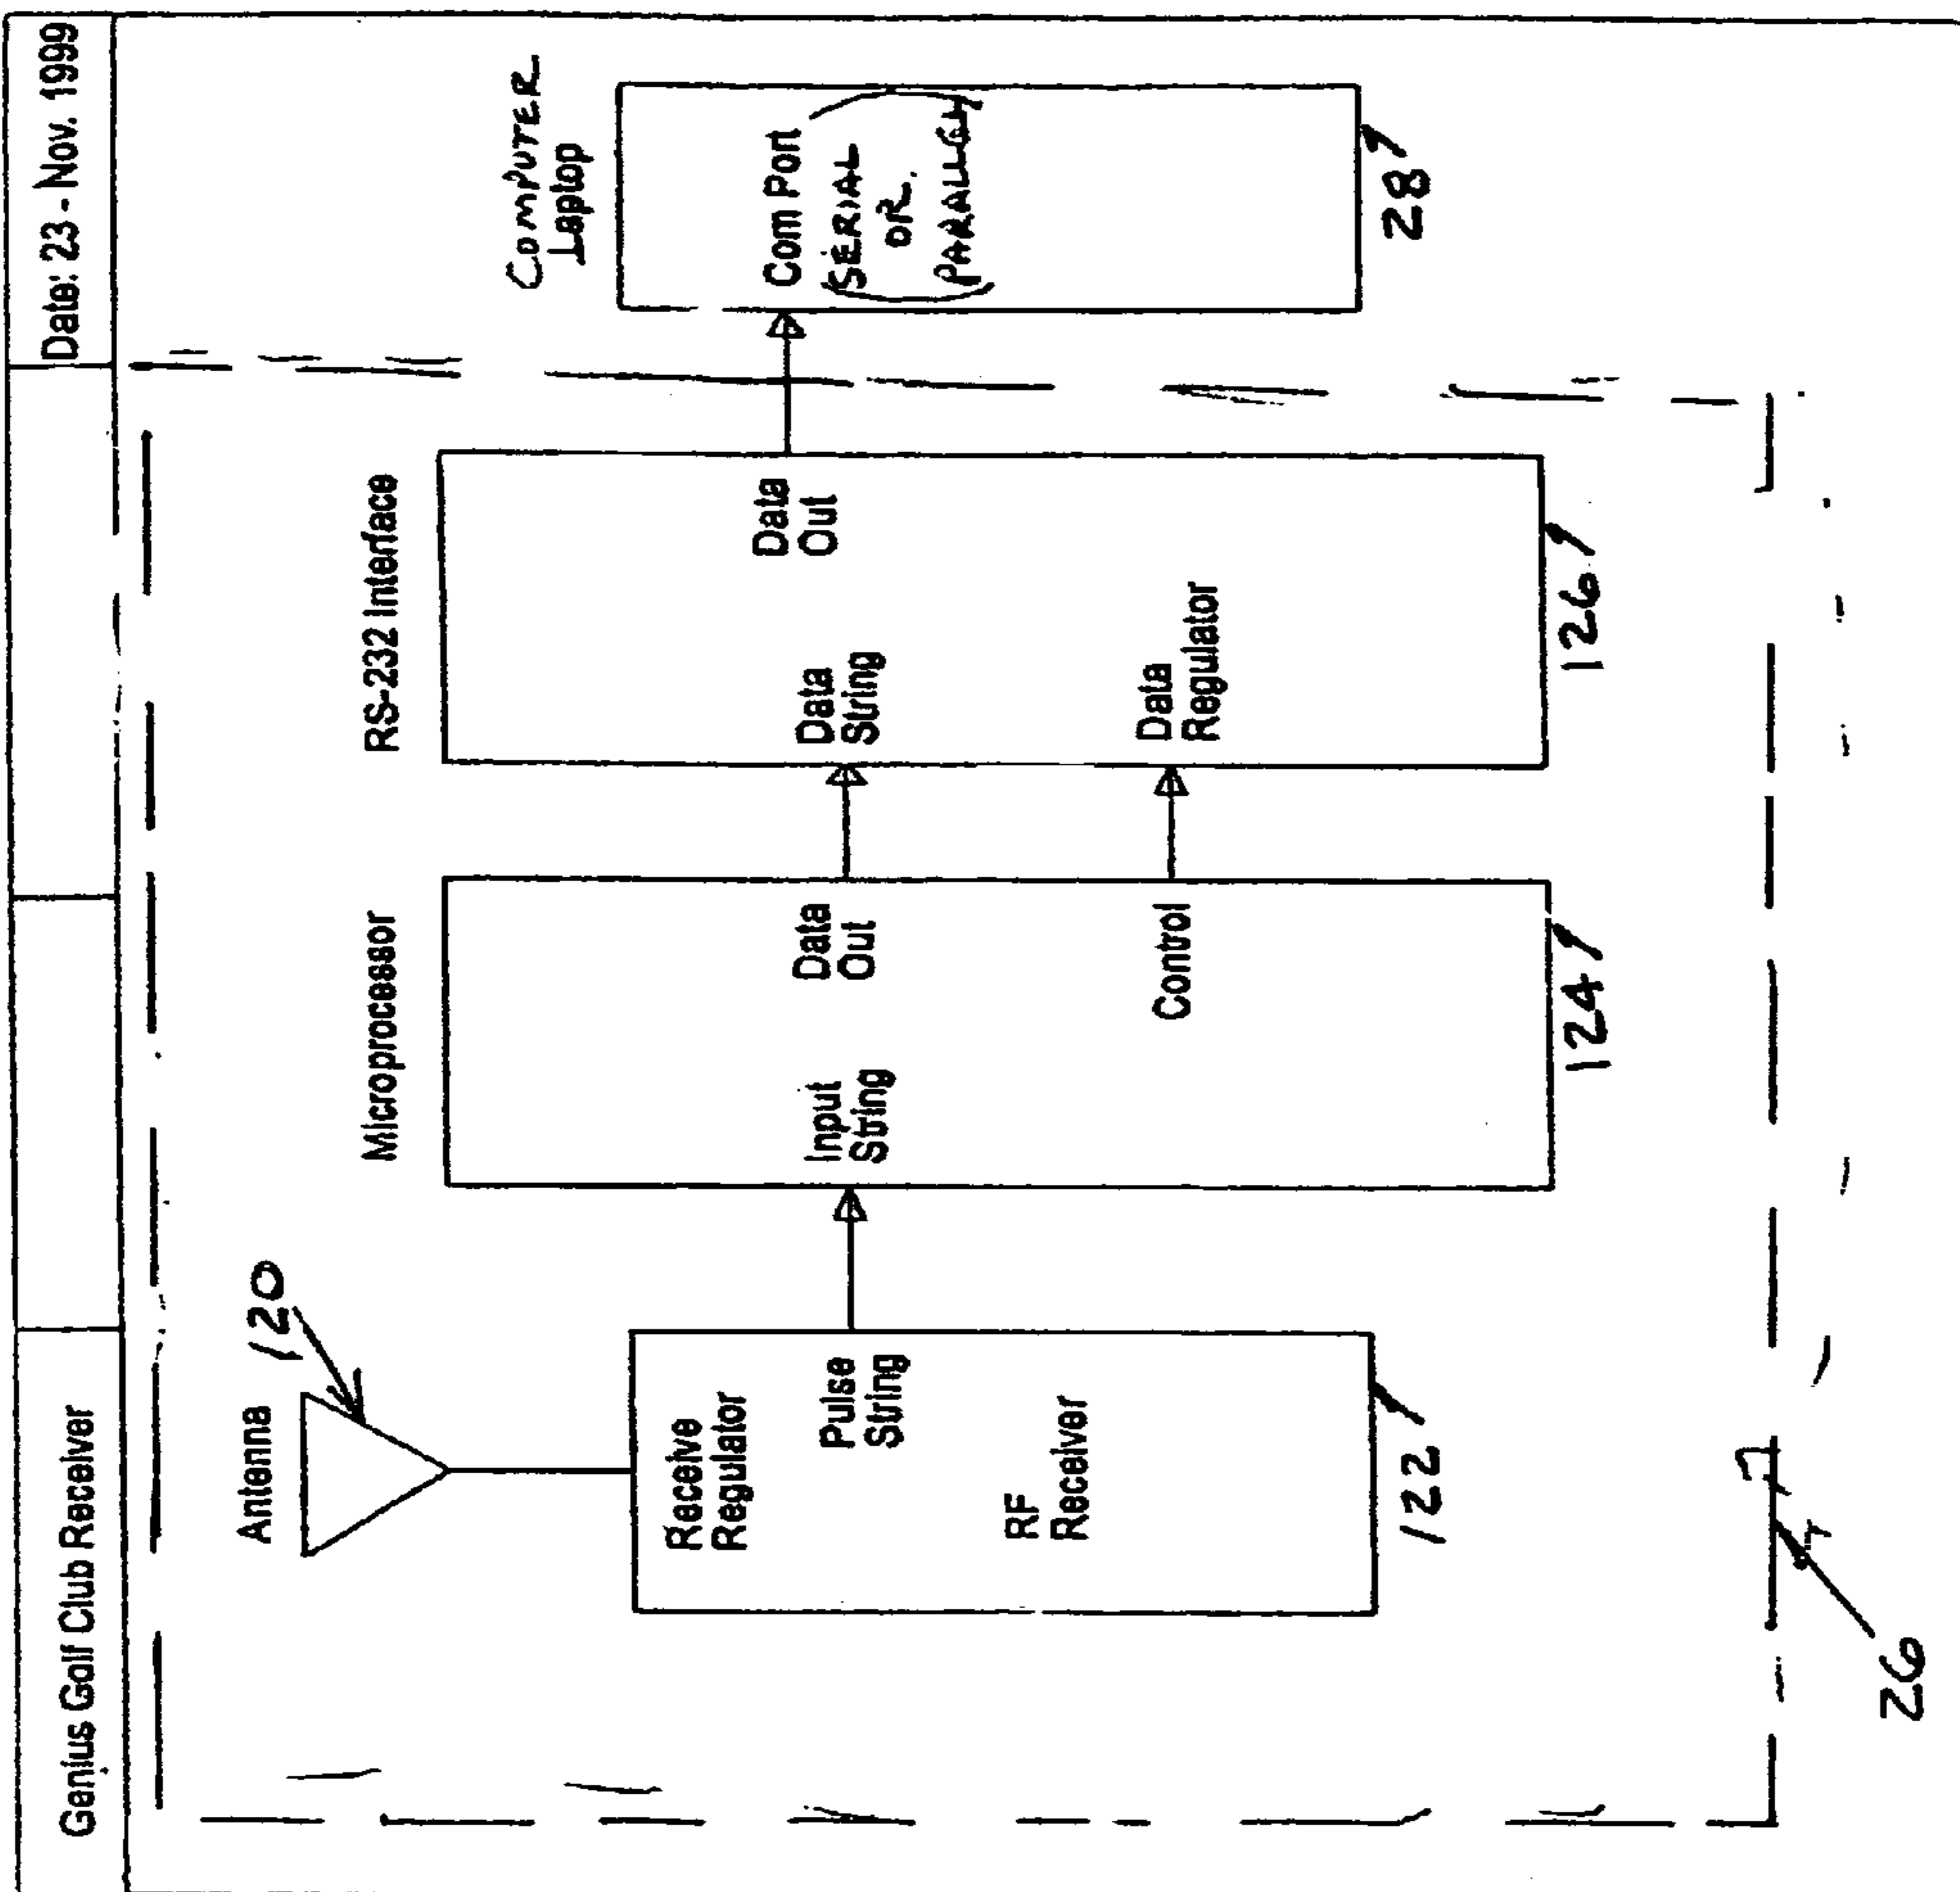 Genius Golf Club Receiver
Date: 23 - Nov. 1999
Antenna
120
Receive
Regulator
Pulse
String
RF
Receiver
122
Microprocessor
Input
String
Data
Out
Control
124
RS-232 Interface
Data
String
Data
Regulator
Data
Out
126
COMPUTER
Laptop
Com Port
(SERIAL
OR
PARALLEL)
28
26